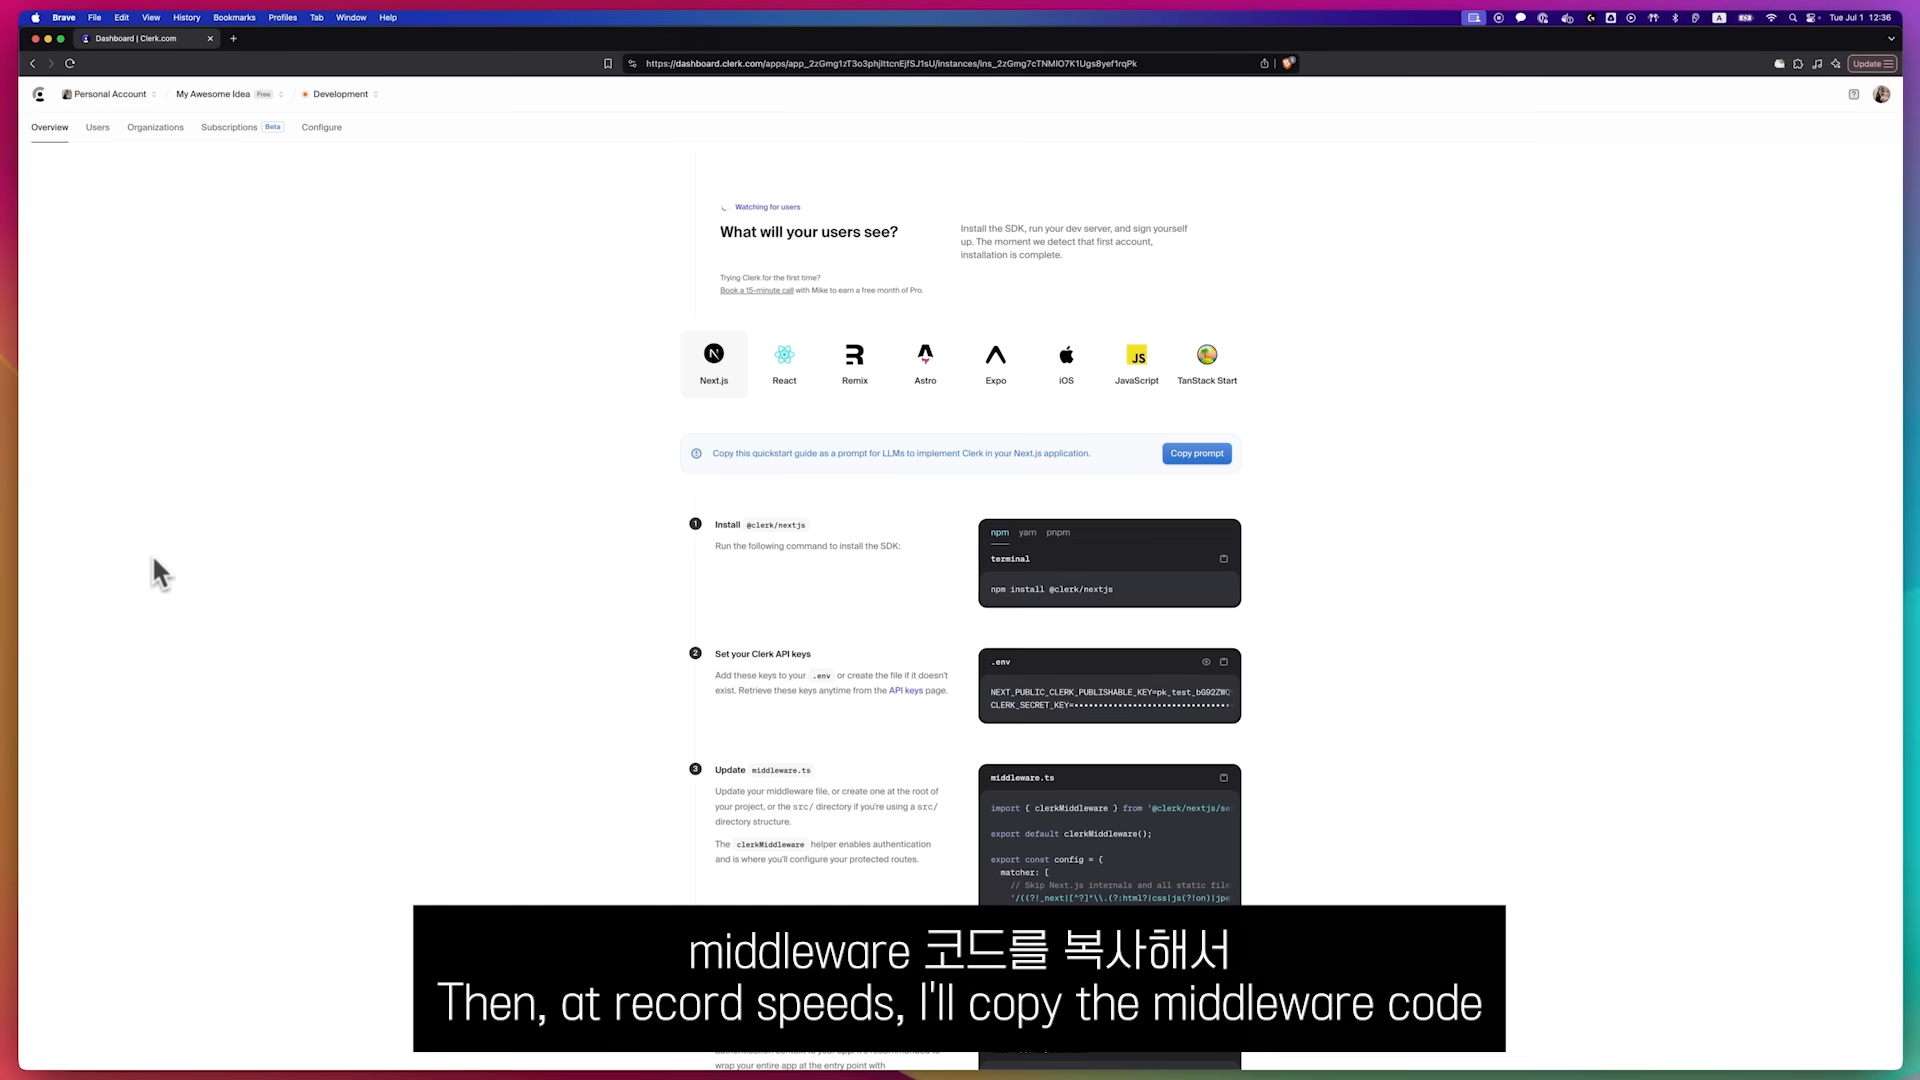 Brave File Edit View History Bookmarks Profiles Tab Window Help
Tue Jul 1 12:36
Dashboard | Clerk.com
https://dashboard.clerk.com/apps/app_2zGmg1zT3o3phjIttcnEjfSJ1sU/instances/ins_2zGmg7cTNMIO7K1Ugs8yef1rqPk
Update
Personal Account / My Awesome Idea Free / Development
Overview Users Organizations Subscriptions Beta Configure
Watching for users
What will your users see?
Install the SDK, run your dev server, and sign yourself
up. The moment we detect that first account,
installation is complete.
Trying Clerk for the first time?
Book a 15-minute call with Mike to earn a free month of Pro.
Next.js React Remix Astro Expo iOS JavaScript TanStack Start
Copy this quickstart guide as a prompt for LLMs to implement Clerk in your Next.js application.
Copy prompt
1 Install @clerk/nextjs
Run the following command to install the SDK:
npm yarn pnpm
terminal
npm install @clerk/nextjs
2 Set your Clerk API keys
Add these keys to your .env or create the file if it doesn't
exist. Retrieve these keys anytime from the API keys page.
.env
NEXT_PUBLIC_CLERK_PUBLISHABLE_KEY=pk_test_bG92ZWQ
CLERK_SECRET_KEY=••••••••••••••••••••••••••••••••
3 Update middleware.ts
Update your middleware file, or create one at the root of
your project, or the src/ directory if you're using a src/
directory structure.
The clerkMiddleware helper enables authentication
and is where you'll configure your protected routes.
middleware.ts
import { clerkMiddleware } from '@clerk/nextjs/se
export default clerkMiddleware();
export const config = {
matcher: [
// Skip Next.js internals and all static file
'/((?!_next|[^?]*\\.(?:html?|css|js(?!on)|jpe
middleware 코드를 복사해서
Then, at record speeds, I'll copy the middleware code
wrap your entire app at the entry point with